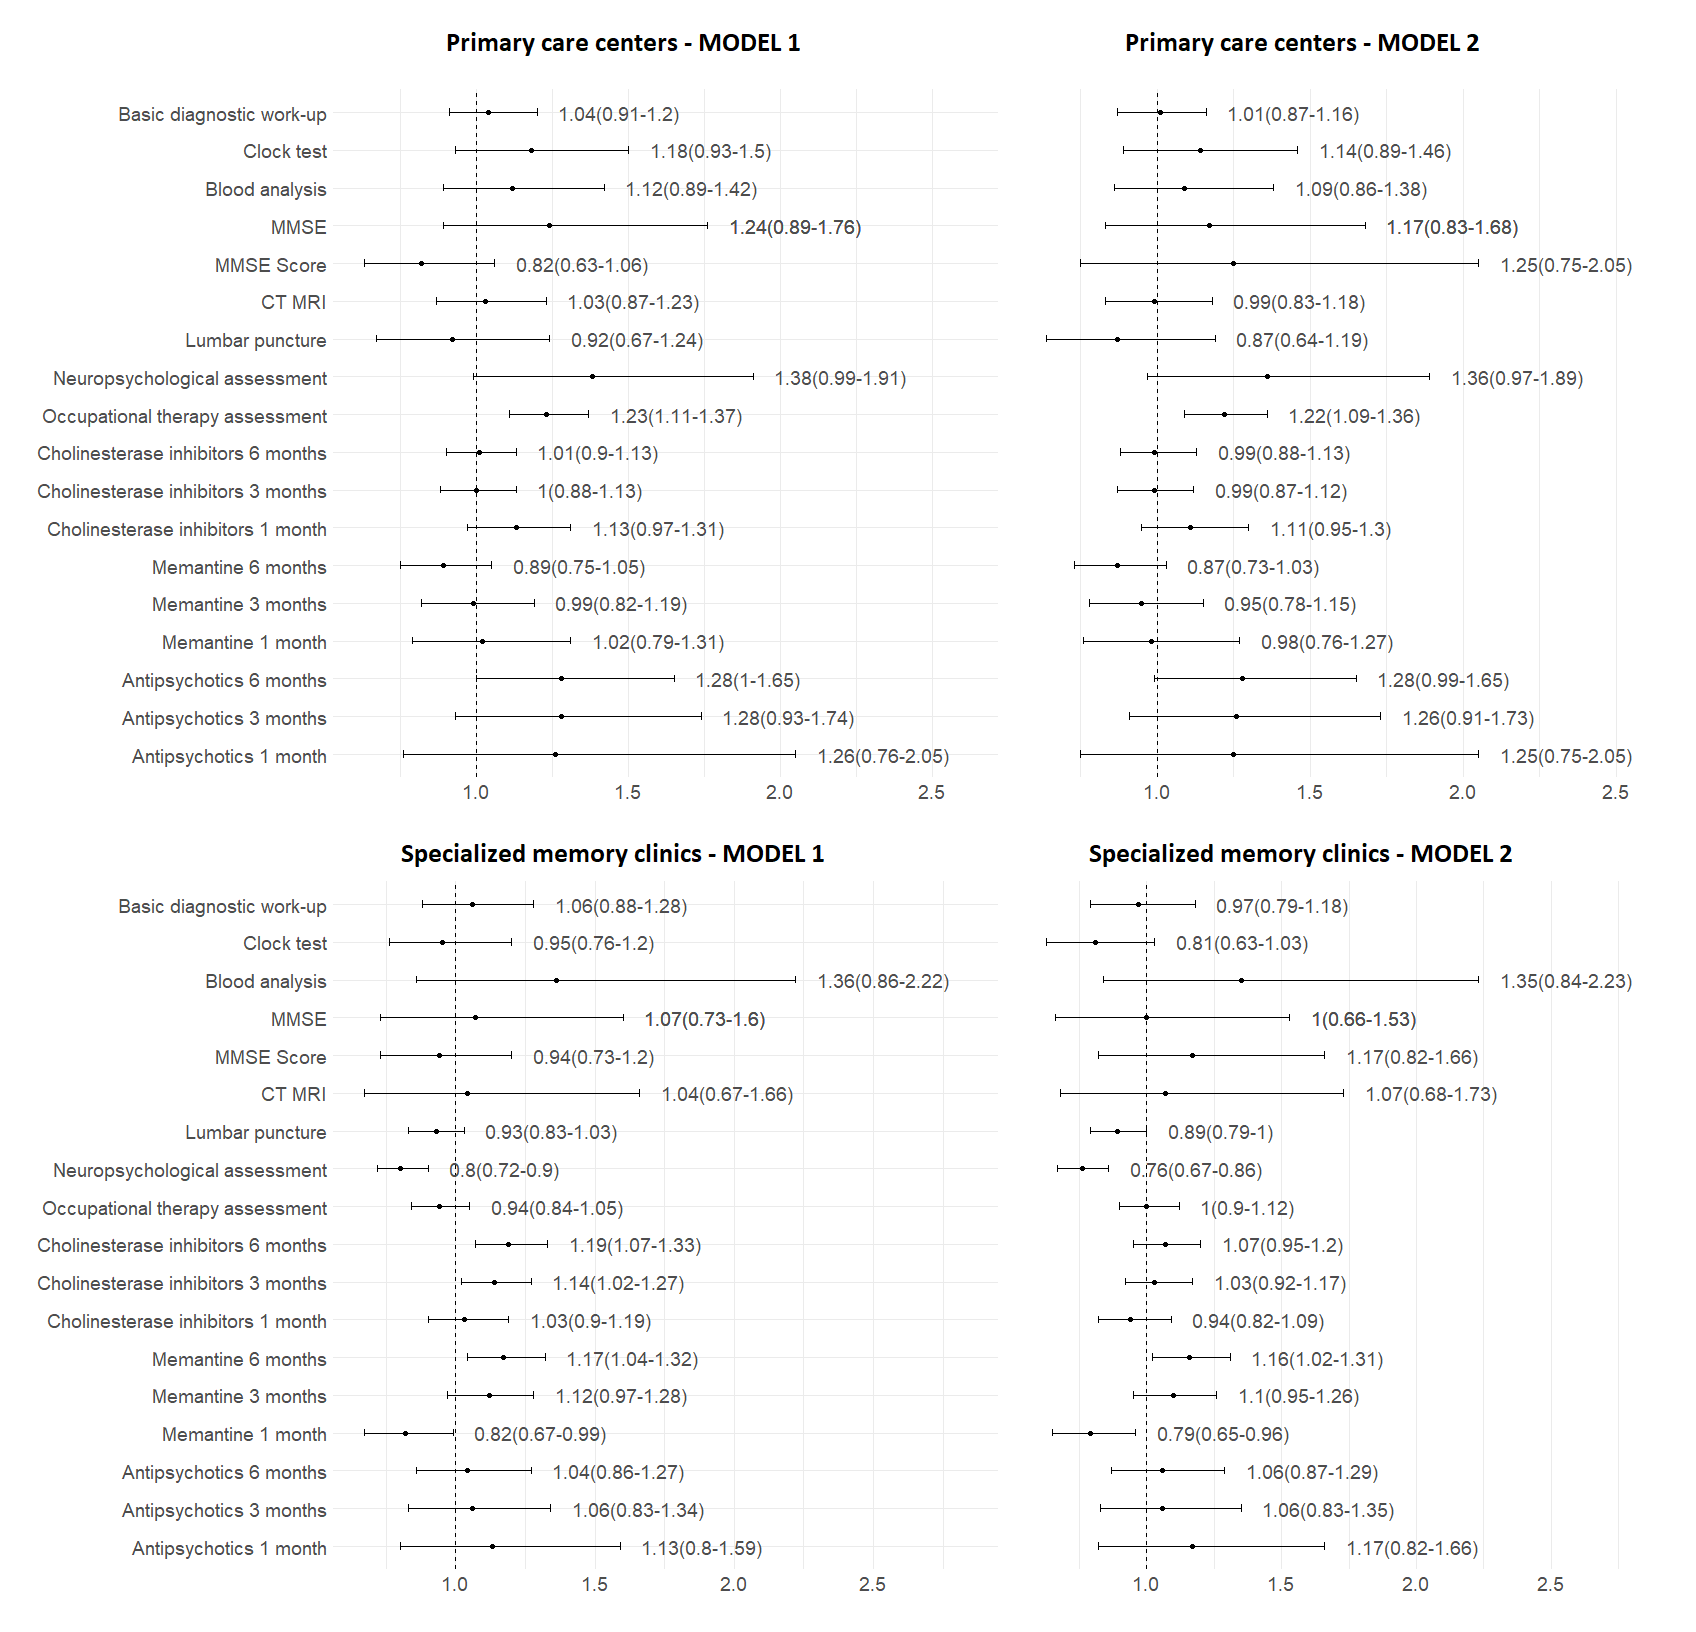 Primary care centers - MODEL 1
Primary care centers - MODEL 2
Basic diagnostic work-up 1.04(0.91-1.2) 1.01(0.87-1.16)
Clock test 1.18(0.93-1.5) 1.14(0.89-1.46)
Blood analysis 1.12(0.89-1.42) 1.09(0.86-1.38)
MMSE 1.24(0.89-1.76) 1.17(0.83-1.68)
MMSE Score 0.82(0.63-1.06) 1.25(0.75-2.05)
CT MRI 1.03(0.87-1.23) 0.99(0.83-1.18)
Lumbar puncture 0.92(0.67-1.24) 0.87(0.64-1.19)
Neuropsychological assessment 1.38(0.99-1.91) 1.36(0.97-1.89)
Occupational therapy assessment 1.23(1.11-1.37) 1.22(1.09-1.36)
Cholinesterase inhibitors 6 months 1.01(0.9-1.13) 0.99(0.88-1.13)
Cholinesterase inhibitors 3 months 1(0.88-1.13) 0.99(0.87-1.12)
Cholinesterase inhibitors 1 month 1.13(0.97-1.31) 1.11(0.95-1.3)
Memantine 6 months 0.89(0.75-1.05) 0.87(0.73-1.03)
Memantine 3 months 0.99(0.82-1.19) 0.95(0.78-1.15)
Memantine 1 month 1.02(0.79-1.31) 0.98(0.76-1.27)
Antipsychotics 6 months 1.28(1-1.65) 1.28(0.99-1.65)
Antipsychotics 3 months 1.28(0.93-1.74) 1.26(0.91-1.73)
Antipsychotics 1 month 1.26(0.76-2.05) 1.25(0.75-2.05)
1.0 1.5 2.0 2.5 1.0 1.5 2.0 2.5
Specialized memory clinics - MODEL 1
Specialized memory clinics - MODEL 2
Basic diagnostic work-up 1.06(0.88-1.28) 0.97(0.79-1.18)
Clock test 0.95(0.76-1.2) 0.81(0.63-1.03)
Blood analysis 1.36(0.86-2.22) 1.35(0.84-2.23)
MMSE 1.07(0.73-1.6) 1(0.66-1.53)
MMSE Score 0.94(0.73-1.2) 1.17(0.82-1.66)
CT MRI 1.04(0.67-1.66) 1.07(0.68-1.73)
Lumbar puncture 0.93(0.83-1.03) 0.89(0.79-1)
Neuropsychological assessment 0.8(0.72-0.9) 0.76(0.67-0.86)
Occupational therapy assessment 0.94(0.84-1.05) 1(0.9-1.12)
Cholinesterase inhibitors 6 months 1.19(1.07-1.33) 1.07(0.95-1.2)
Cholinesterase inhibitors 3 months 1.14(1.02-1.27) 1.03(0.92-1.17)
Cholinesterase inhibitors 1 month 1.03(0.9-1.19) 0.94(0.82-1.09)
Memantine 6 months 1.17(1.04-1.32) 1.16(1.02-1.31)
Memantine 3 months 1.12(0.97-1.28) 1.1(0.95-1.26)
Memantine 1 month 0.82(0.67-0.99) 0.79(0.65-0.96)
Antipsychotics 6 months 1.04(0.86-1.27) 1.06(0.87-1.29)
Antipsychotics 3 months 1.06(0.83-1.34) 1.06(0.83-1.35)
Antipsychotics 1 month 1.13(0.8-1.59) 1.17(0.82-1.66)
1.0 1.5 2.0 2.5 1.0 1.5 2.0 2.5